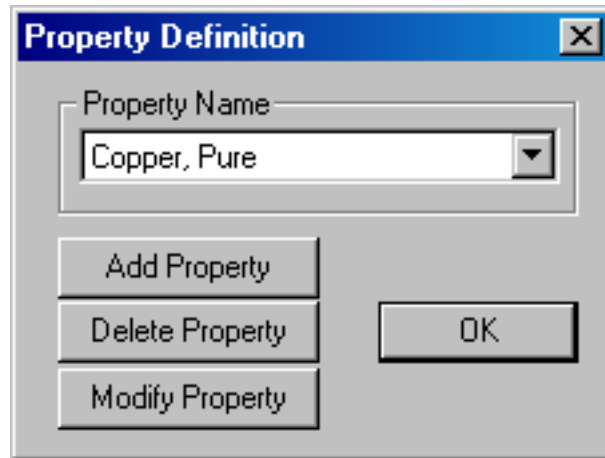 Property Definition
Property Name
Copper, Pure
Add Property
Delete Property
OK
Modify Property